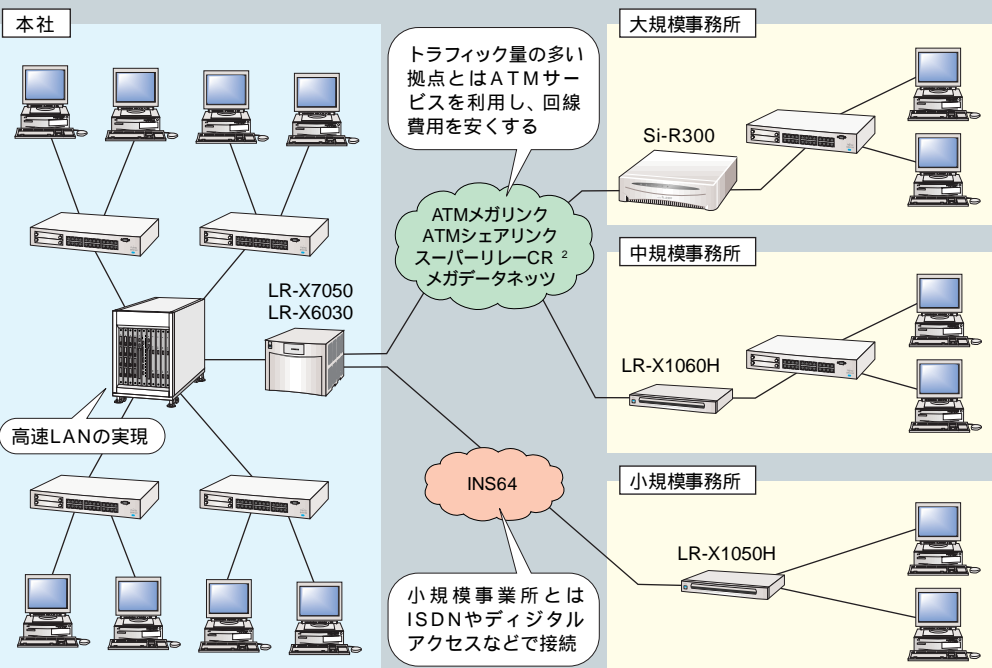 本社
トラフィック量の多い
拠点とはATMサー
ビスを利用し、回線
費用を安くする
大規模事務所
Si-R300
ATMメガリンク
ATMシェアリンク
スーパーリレーCR 2
メガデータネッツ
中規模事務所
LR-X7050
LR-X6030
LR-X1060H
高速LANの実現
INS64
小規模事務所
LR-X1050H
小規模事業所とは
ISDNやディジタル
アクセスなどで接続